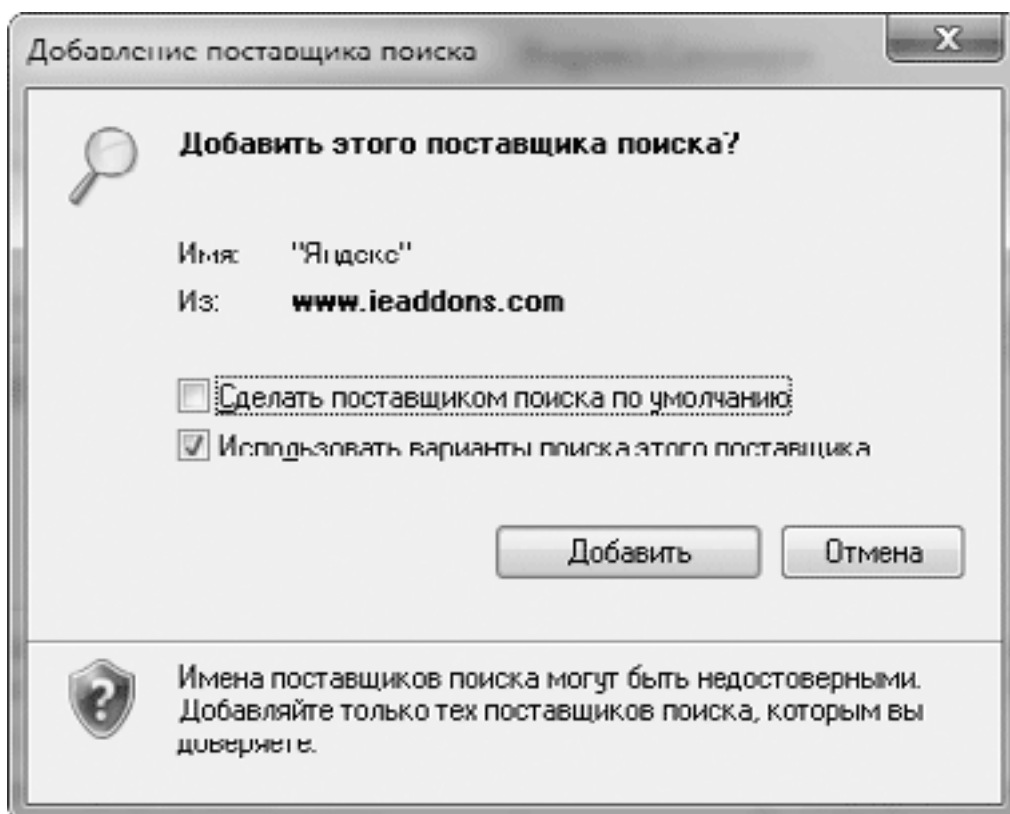 Добавление поставщика поиска
Добавить этого поставщика поиска?
Имя: "Яндекс"
Из: www.ieaddons.com
Сделать поставщиком поиска по умолчанию
Использовать варианты поиска этого поставщика
Добавить Отмена
Имена поставщиков поиска могут быть недостоверными.
Добавляйте только тех поставщиков поиска, которым вы
доверяете.